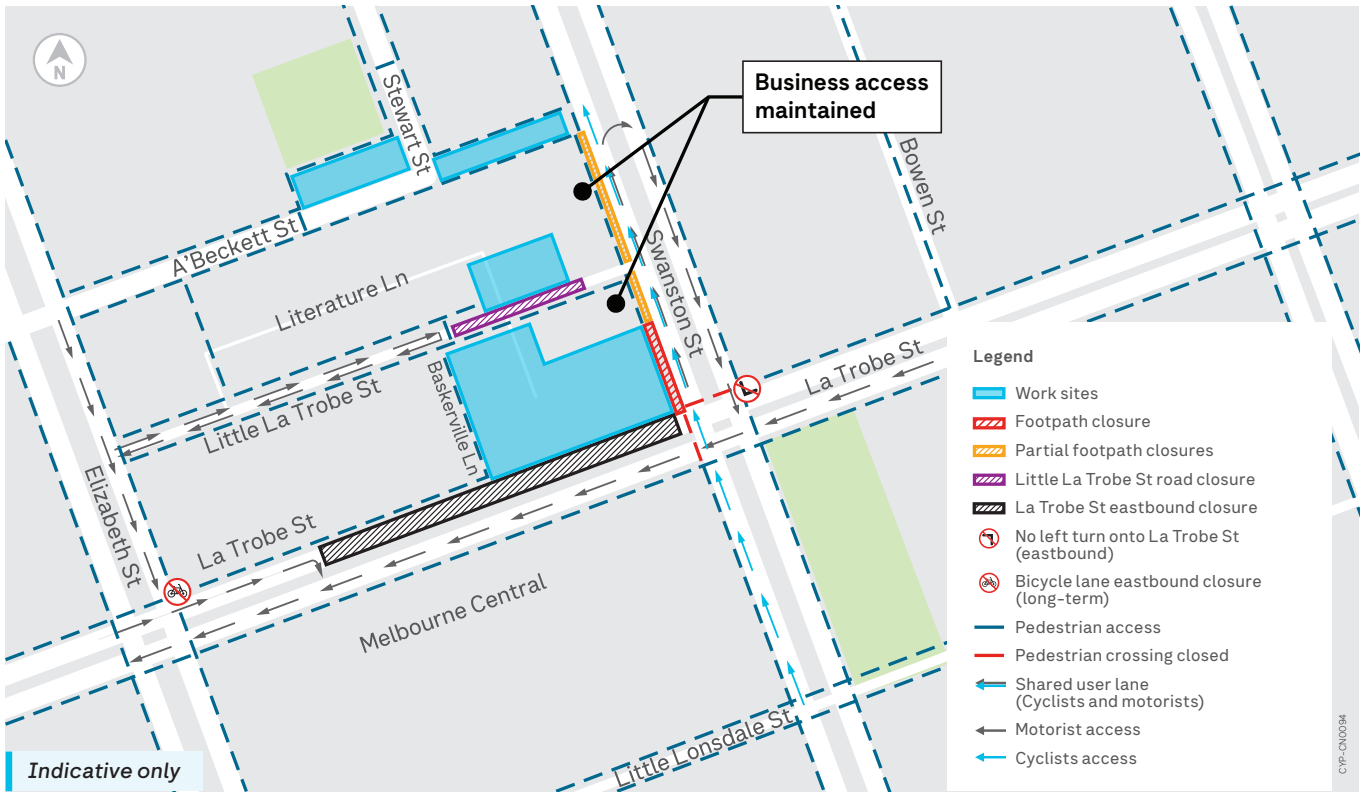 N
Business access
maintained
Stewart St
Bowen St
A'Beckett St
Swanston St
Literature Ln
La Trobe St
Little La Trobe St
Baskerville Ln
Elizabeth St
La Trobe St
Melbourne Central
Little Lonsdale St
Indicative only
Legend
Work sites
Footpath closure
Partial footpath closures
Little La Trobe St road closure
La Trobe St eastbound closure
No left turn onto La Trobe St
(eastbound)
Bicycle lane eastbound closure
(long-term)
Pedestrian access
Pedestrian crossing closed
Shared user lane
(Cyclists and motorists)
Motorist access
Cyclists access
CYP-CN0094